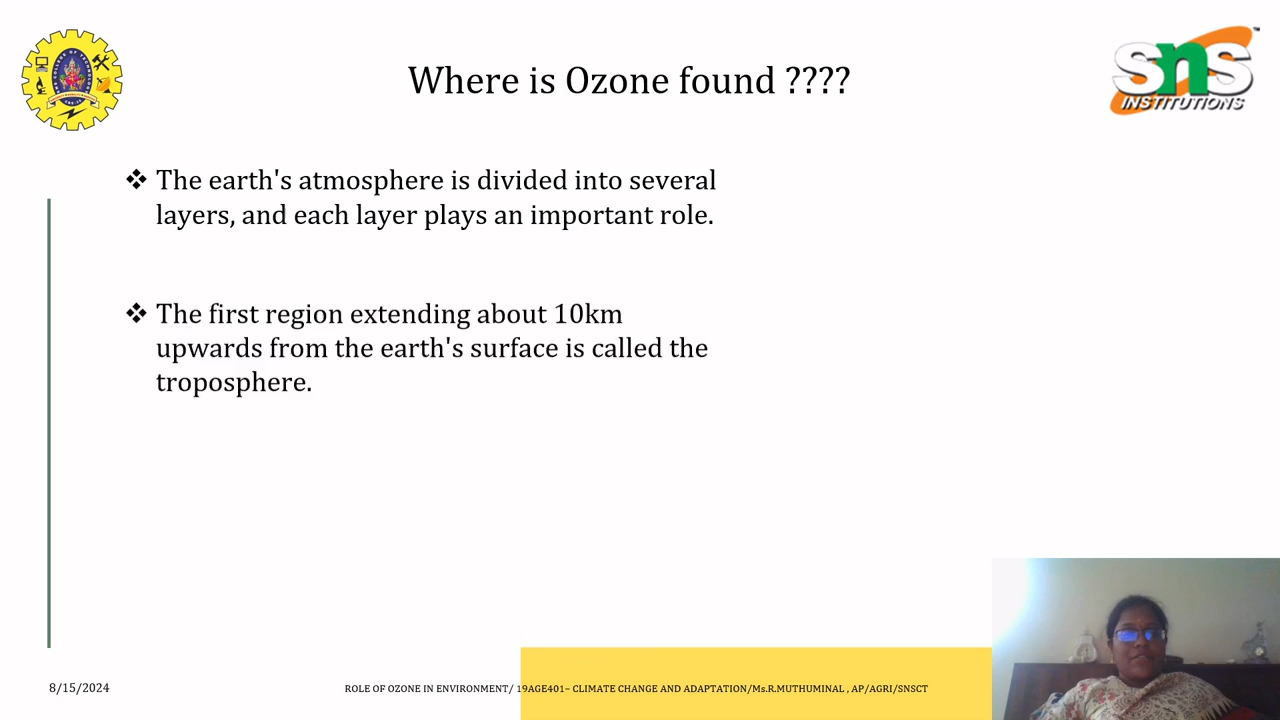 Where is Ozone found ????
sns
INSTITUTIONS
TM
❖ The earth's atmosphere is divided into several
layers, and each layer plays an important role.
❖ The first region extending about 10km
upwards from the earth's surface is called the
troposphere.
8/15/2024
ROLE OF OZONE IN ENVIRONMENT/ 19AGE401– CLIMATE CHANGE AND ADAPTATION/Ms.R.MUTHUMINAL , AP/AGRI/SNSCT